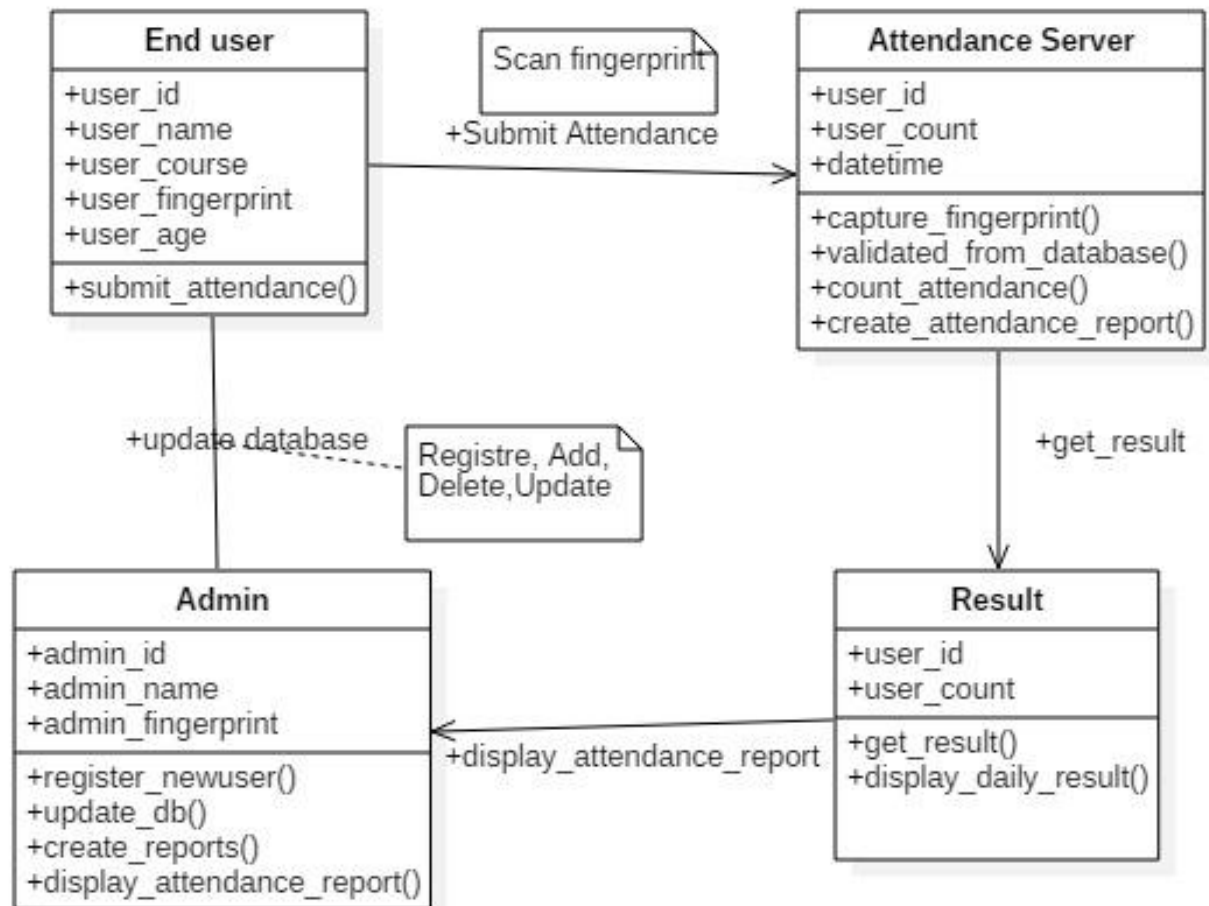 End user
+user_id
+user_name
+user_course
+user_fingerprint
+user_age
+submit_attendance()
Scan fingerprint
+Submit Attendance
Attendance Server
+user_id
+user_count
+datetime
+capture_fingerprint()
+validated_from_database()
+count_attendance()
+create_attendance_report()
+update database
Registre, Add,
Delete,Update
+get_result
Admin
+admin_id
+admin_name
+admin_fingerprint
+register_newuser()
+update_db()
+create_reports()
+display_attendance_report()
+display_attendance_report
Result
+user_id
+user_count
+get_result()
+display_daily_result()